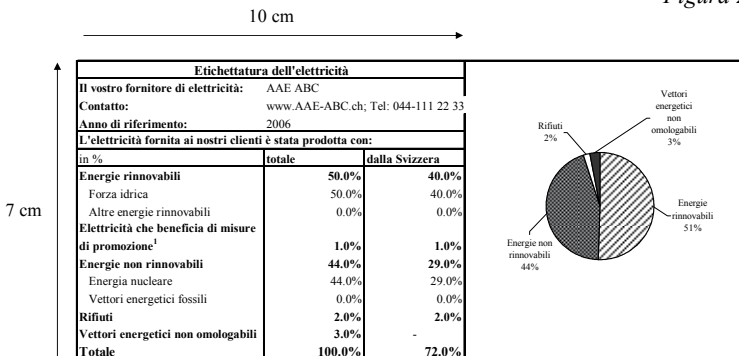 Figura
10 cm
7 cm
Etichettatura dell'elettricità
Il vostro fornitore di elettricità: AAE ABC
Contatto: www.AAE-ABC.ch; Tel: 044-111 22 33
Anno di riferimento: 2006
L'elettricità fornita ai nostri clienti è stata prodotta con:
in % totale dalla Svizzera
Energie rinnovabili 50.0% 40.0%
Forza idrica 50.0% 40.0%
Altre energie rinnovabili 0.0% 0.0%
Elettricità che beneficia di misure
di promozione¹ 1.0% 1.0%
Energie non rinnovabili 44.0% 29.0%
Energia nucleare 44.0% 29.0%
Vettori energetici fossili 0.0% 0.0%
Rifiuti 2.0% 2.0%
Vettori energetici non omologabili 3.0% -
Totale 100.0% 72.0%
Vettori
energetici
non
omologabili
3%
Rifiuti
2%
Energie
rinnovabili
51%
Energie non
rinnovabili
44%